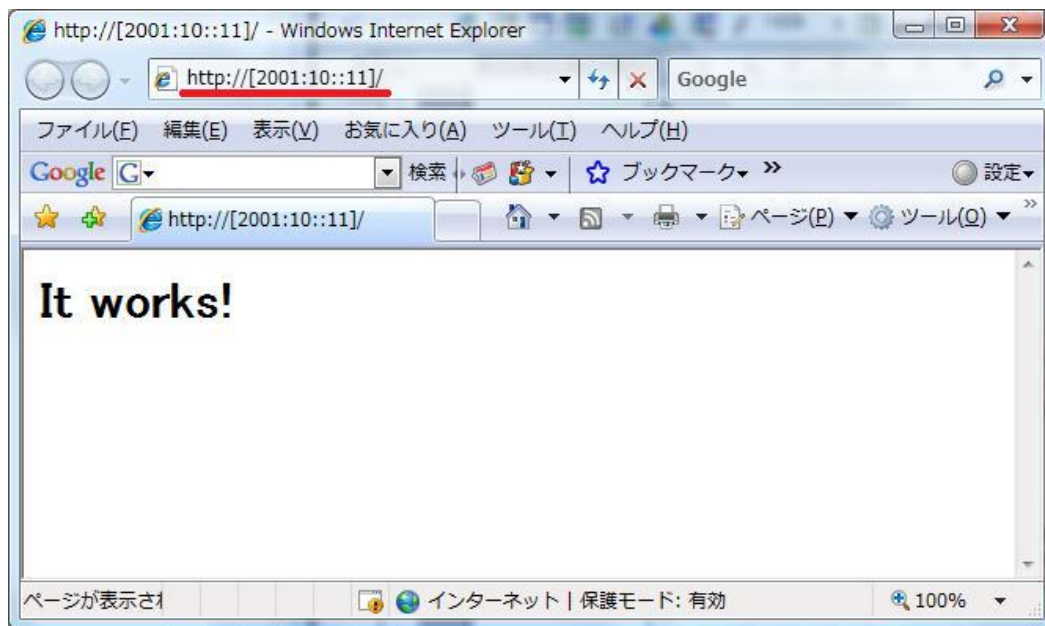 http://[2001:10::11]/ - Windows Internet Explorer
http://[2001:10::11]/
Google
ファイル(F) 編集(E) 表示(V) お気に入り(A) ツール(T) ヘルプ(H)
Google G 検索 ブックマーク 設定
http://[2001:10::11]/ ページ(P) ツール(O)
It works!
ページが表示され インターネット | 保護モード: 有効 100%